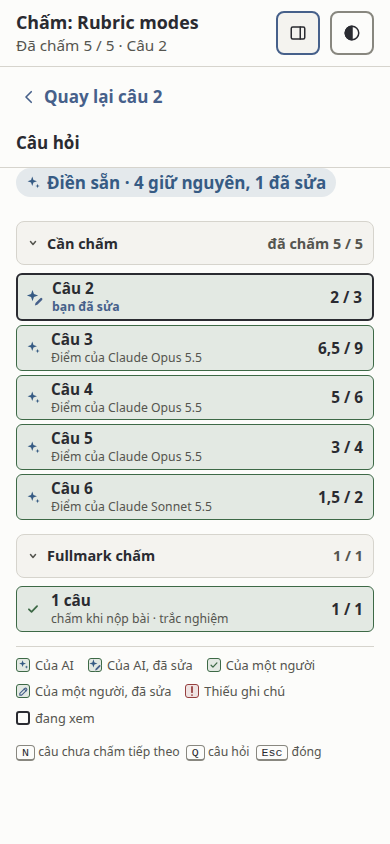 Chấm: Rubric modes
Đã chấm 5 / 5 · Câu 2
Quay lại câu 2
Câu hỏi
Điền sẵn · 4 giữ nguyên, 1 đã sửa
Cần chấm đã chấm 5 / 5
Câu 2 2 / 3
bạn đã sửa
Câu 3 6,5 / 9
Điểm của Claude Opus 5.5
Câu 4 5 / 6
Điểm của Claude Opus 5.5
Câu 5 3 / 4
Điểm của Claude Opus 5.5
Câu 6 1,5 / 2
Điểm của Claude Sonnet 5.5
Fullmark chấm 1 / 1
1 câu 1 / 1
chấm khi nộp bài · trắc nghiệm
Của AI Của AI, đã sửa Của một người
Của một người, đã sửa Thiếu ghi chú
đang xem
N câu chưa chấm tiếp theo Q câu hỏi ESC đóng